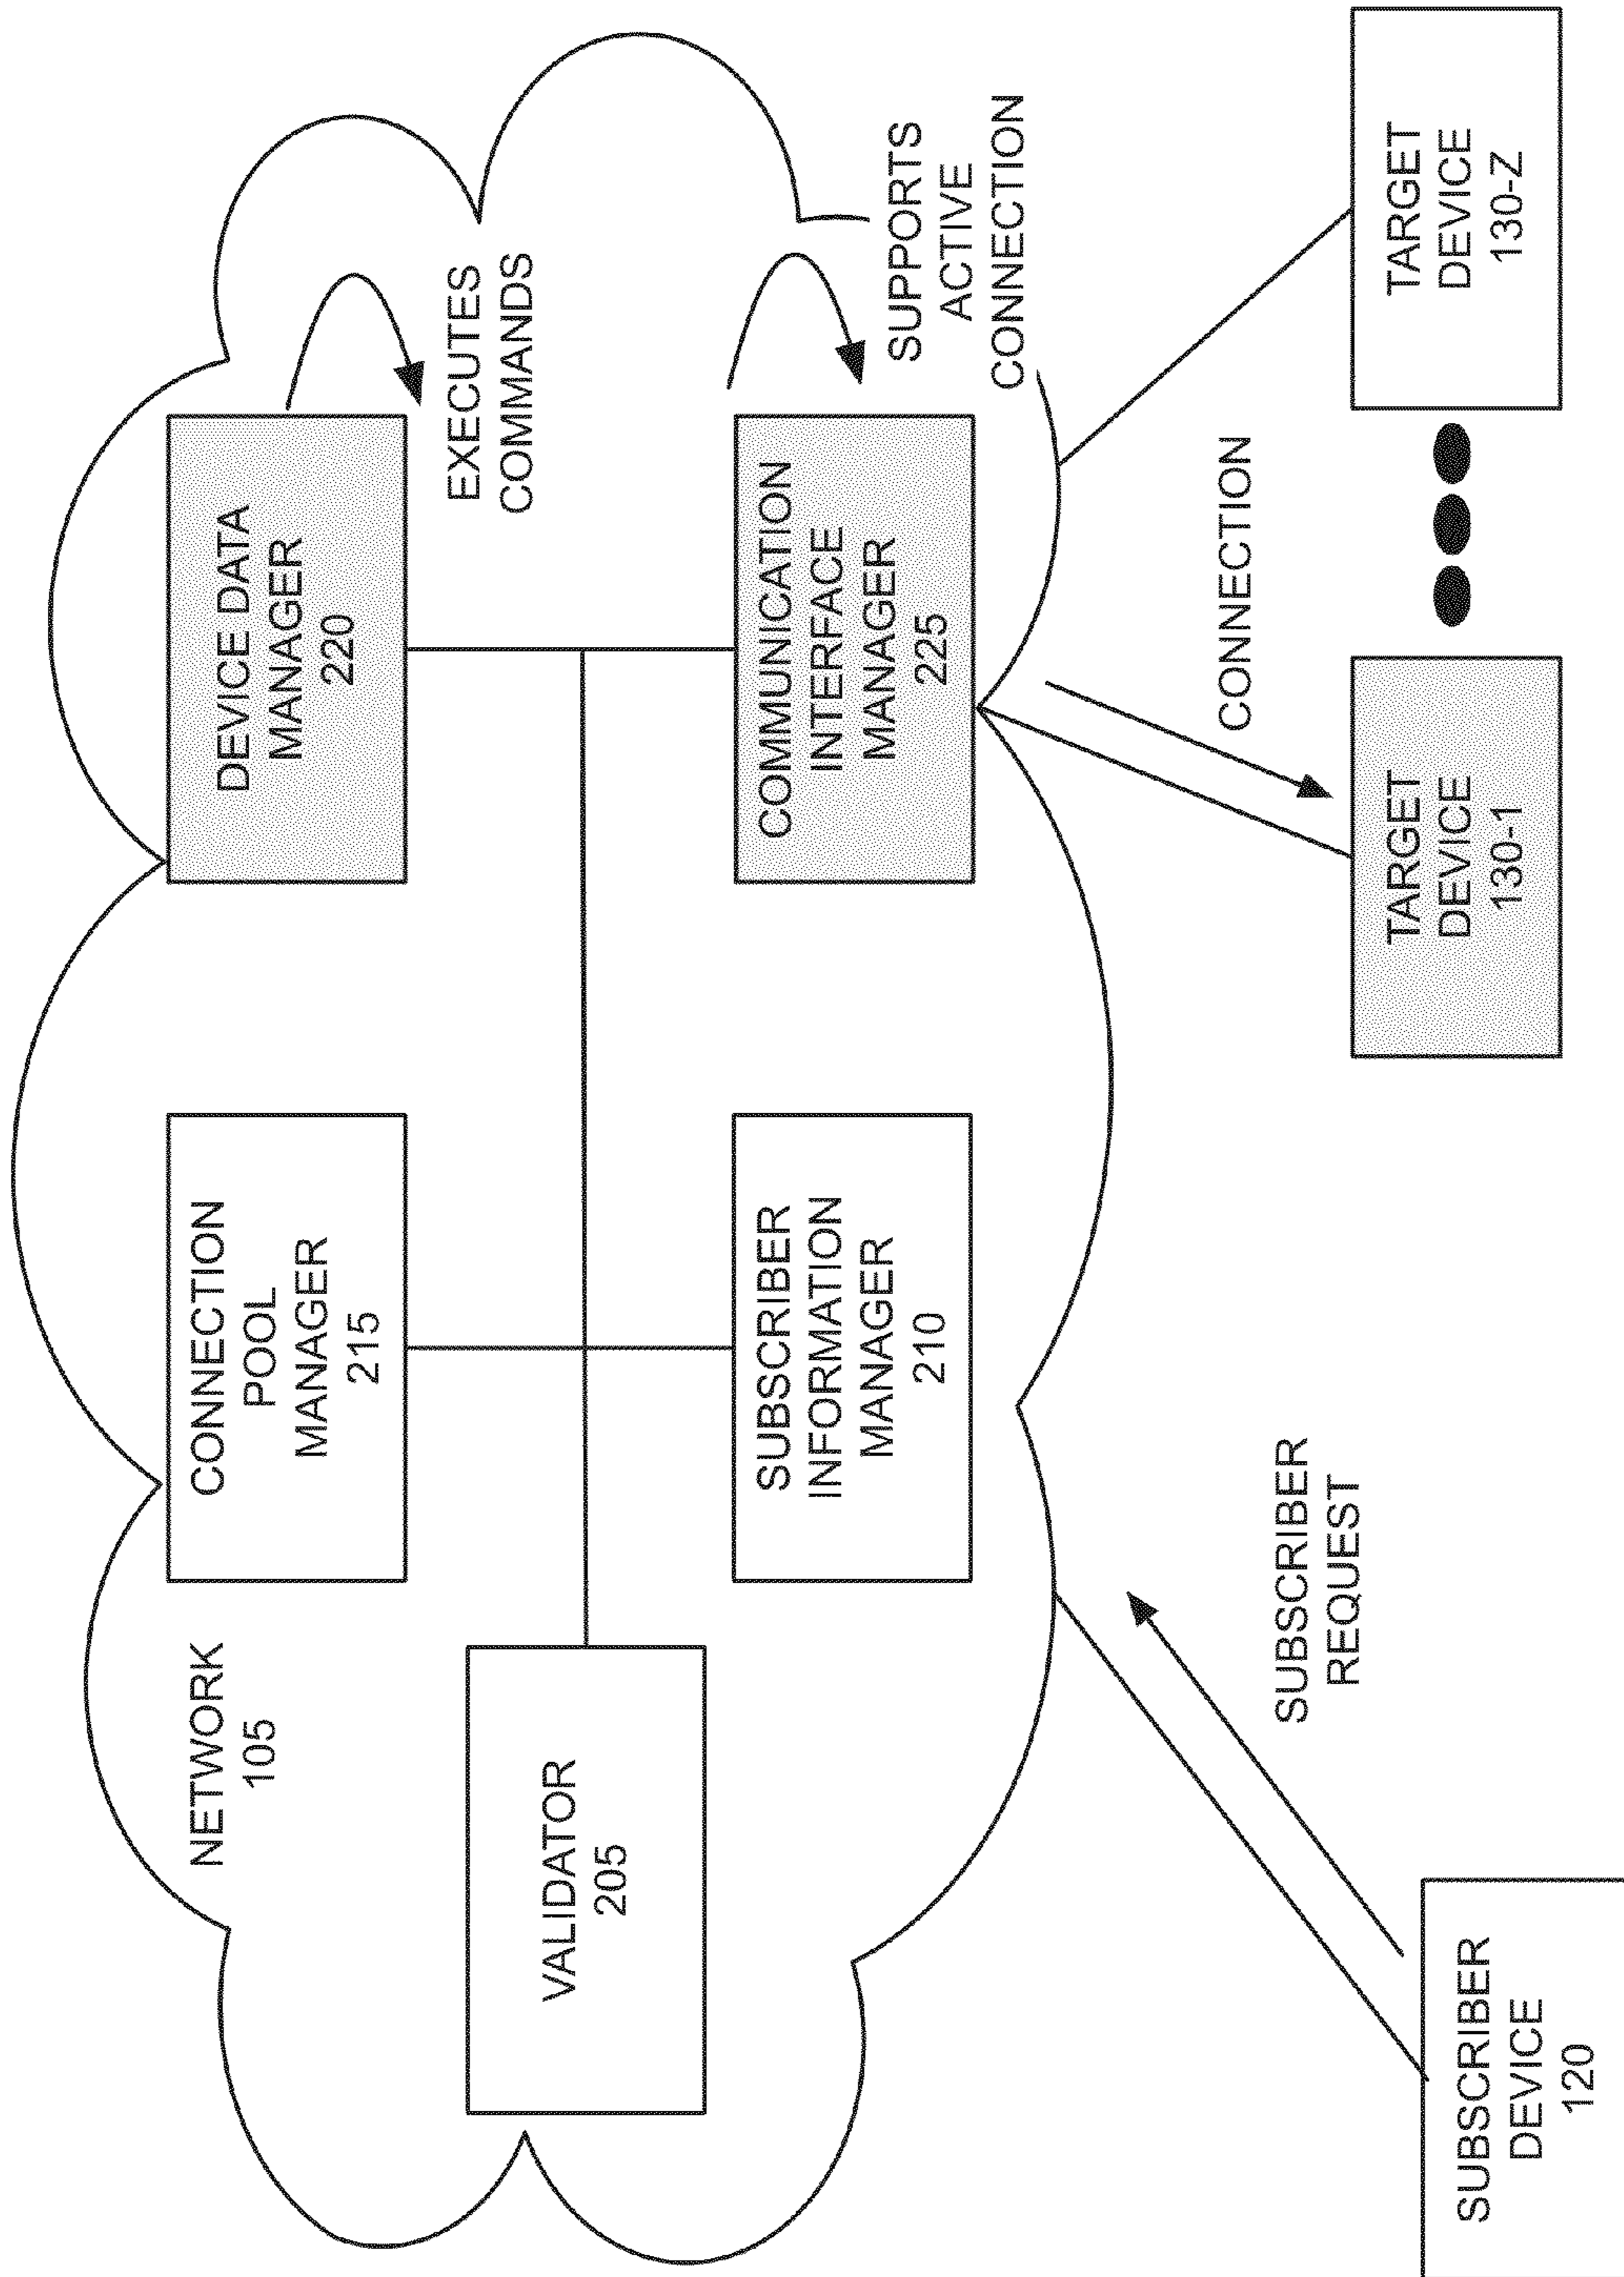 NETWORK
105
CONNECTION
POOL
MANAGER
215
DEVICE DATA
MANAGER
220
EXECUTES
COMMANDS
VALIDATOR
205
SUBSCRIBER
INFORMATION
MANAGER
210
COMMUNICATION
INTERFACE
MANAGER
225
SUPPORTS
ACTIVE
CONNECTION
SUBSCRIBER
REQUEST
CONNECTION
SUBSCRIBER
DEVICE
120
TARGET
DEVICE
130-1
TARGET
DEVICE
130-Z